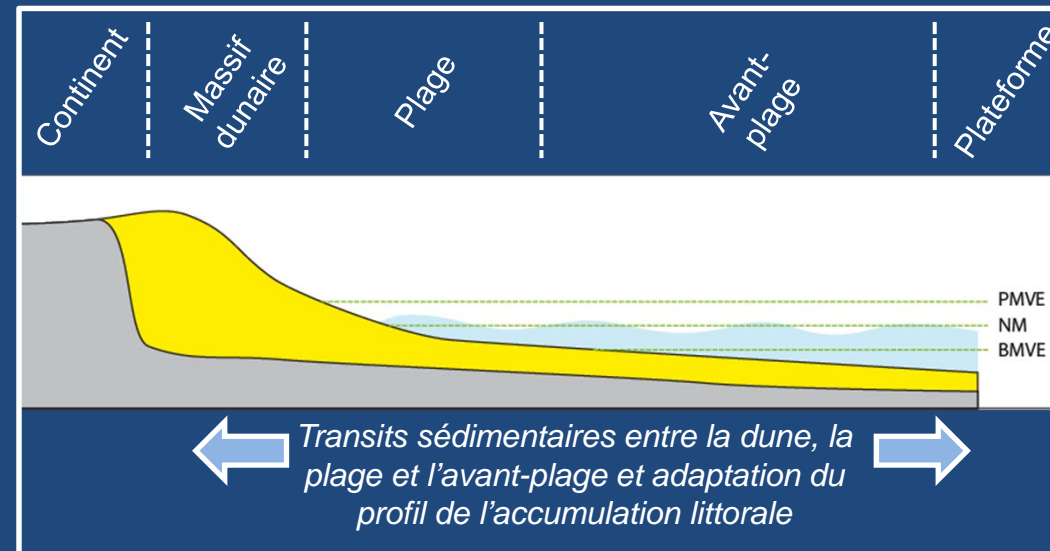 Continent
Massif
dunaire
Plage
Avant-
plage
Plateforme
PMVE
NM
BMVE
Transits sédimentaires entre la dune, la
plage et l’avant-plage et adaptation du
profil de l’accumulation littorale